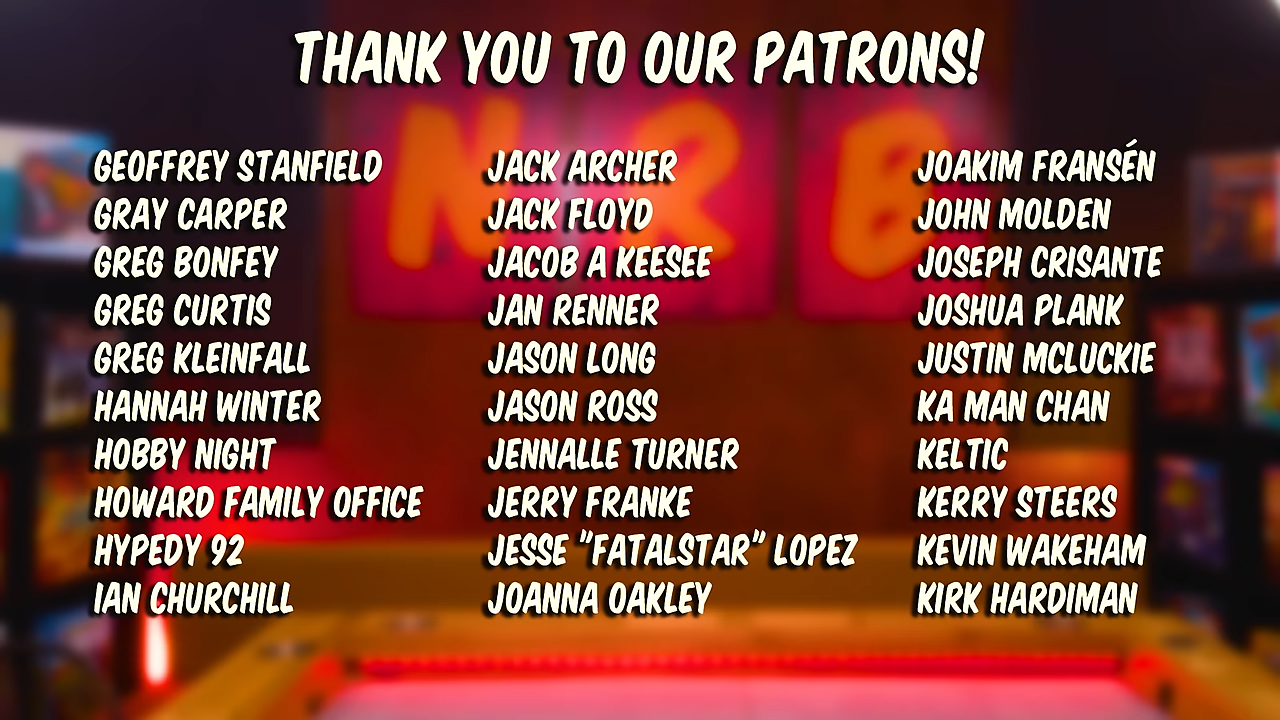 THANK YOU TO OUR PATRONS!
N R B
GEOFFREY STANFIELD
GRAY CARPER
GREG BONFEY
GREG CURTIS
GREG KLEINFALL
HANNAH WINTER
HOBBY NIGHT
HOWARD FAMILY OFFICE
HYPEDY 92
IAN CHURCHILL
JACK ARCHER
JACK FLOYD
JACOB A KEESEE
JAN RENNER
JASON LONG
JASON ROSS
JENNALLE TURNER
JERRY FRANKE
JESSE "FATALSTAR" LOPEZ
JOANNA OAKLEY
JOAKIM FRANSÉN
JOHN MOLDEN
JOSEPH CRISANTE
JOSHUA PLANK
JUSTIN MCLUCKIE
KA MAN CHAN
KELTIC
KERRY STEERS
KEVIN WAKEHAM
KIRK HARDIMAN